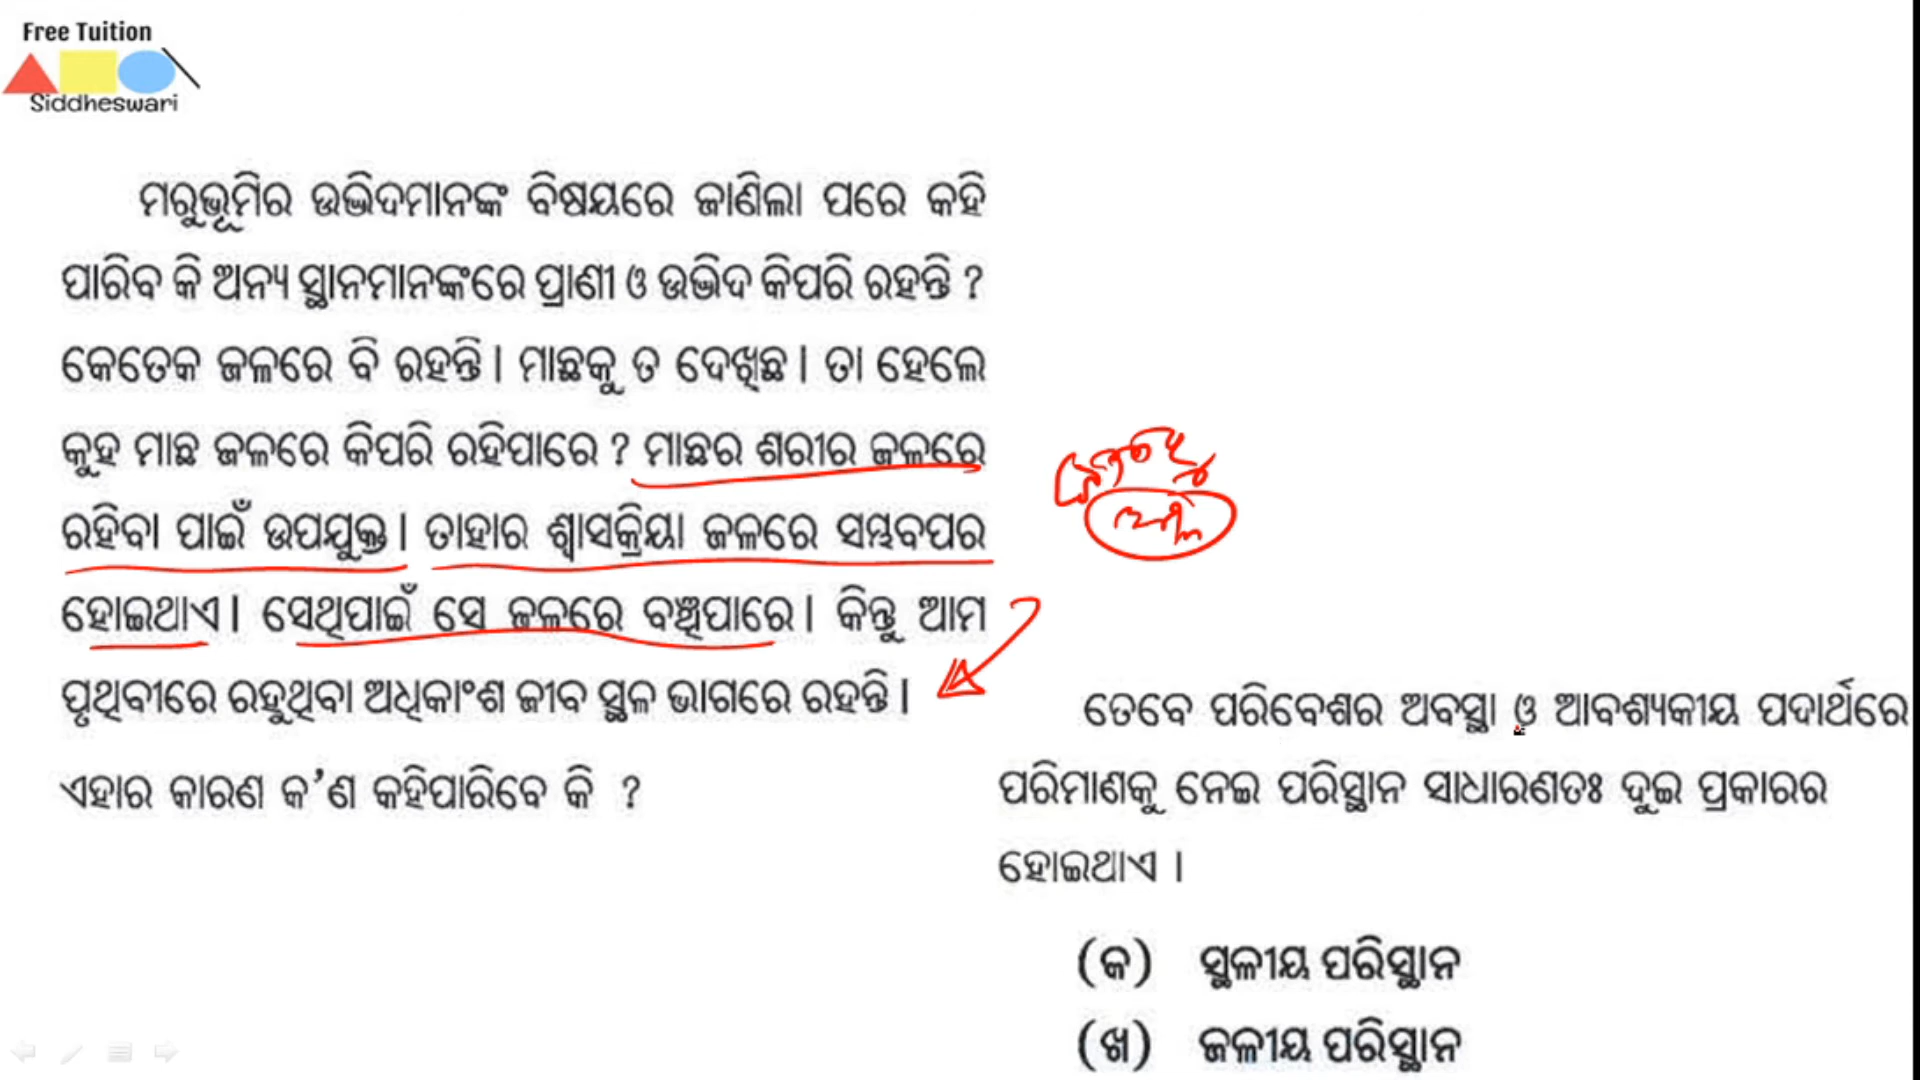 Free Tuition
Siddheswari
ମରୁଭୂମିର ଉଦ୍ଭିଦମାନଙ୍କ ବିଷୟରେ ଜାଣିଲା ପରେ କହି
ପାରିବ କି ଅନ୍ୟ ସ୍ଥାନମାନଙ୍କରେ ପ୍ରାଣୀ ଓ ଉଦ୍ଭିଦ କିପରି ରହନ୍ତି ?
କେତେକ ଜଳରେ ବି ରହନ୍ତି । ମାଛକୁ ତ ଦେଖିଛ । ତା ହେଲେ
କୁହ ମାଛ ଜଳରେ କିପରି ରହିପାରେ ? ମାଛର ଶରୀର ଜଳରେ
ରହିବା ପାଇଁ ଉପଯୁକ୍ତ । ତାହାର ଶ୍ୱାସକ୍ରିୟା ଜଳରେ ସମ୍ଭବପର
ହୋଇଥାଏ । ସେଥିପାଇଁ ସେ ଜଳରେ ବଞ୍ଚିପାରେ । କିନ୍ତୁ ଆମ
ପୃଥିବୀରେ ରହୁଥିବା ଅଧିକାଂଶ ଜୀବ ସ୍ଥଳ ଭାଗରେ ରହନ୍ତି ।
ଏହାର କାରଣ କ’ଣ କହିପାରିବେ କି ?
ତେବେ ପରିବେଶର ଅବସ୍ଥା ଓ ଆବଶ୍ୟକୀୟ ପଦାର୍ଥରେ
ପରିମାଣକୁ ନେଇ ପରିସ୍ଥାନ ସାଧାରଣତଃ ଦୁଇ ପ୍ରକାରର
ହୋଇଥାଏ ।
(କ) ସ୍ଥଳୀୟ ପରିସ୍ଥାନ
(ଖ) ଜଳୀୟ ପରିସ୍ଥାନ